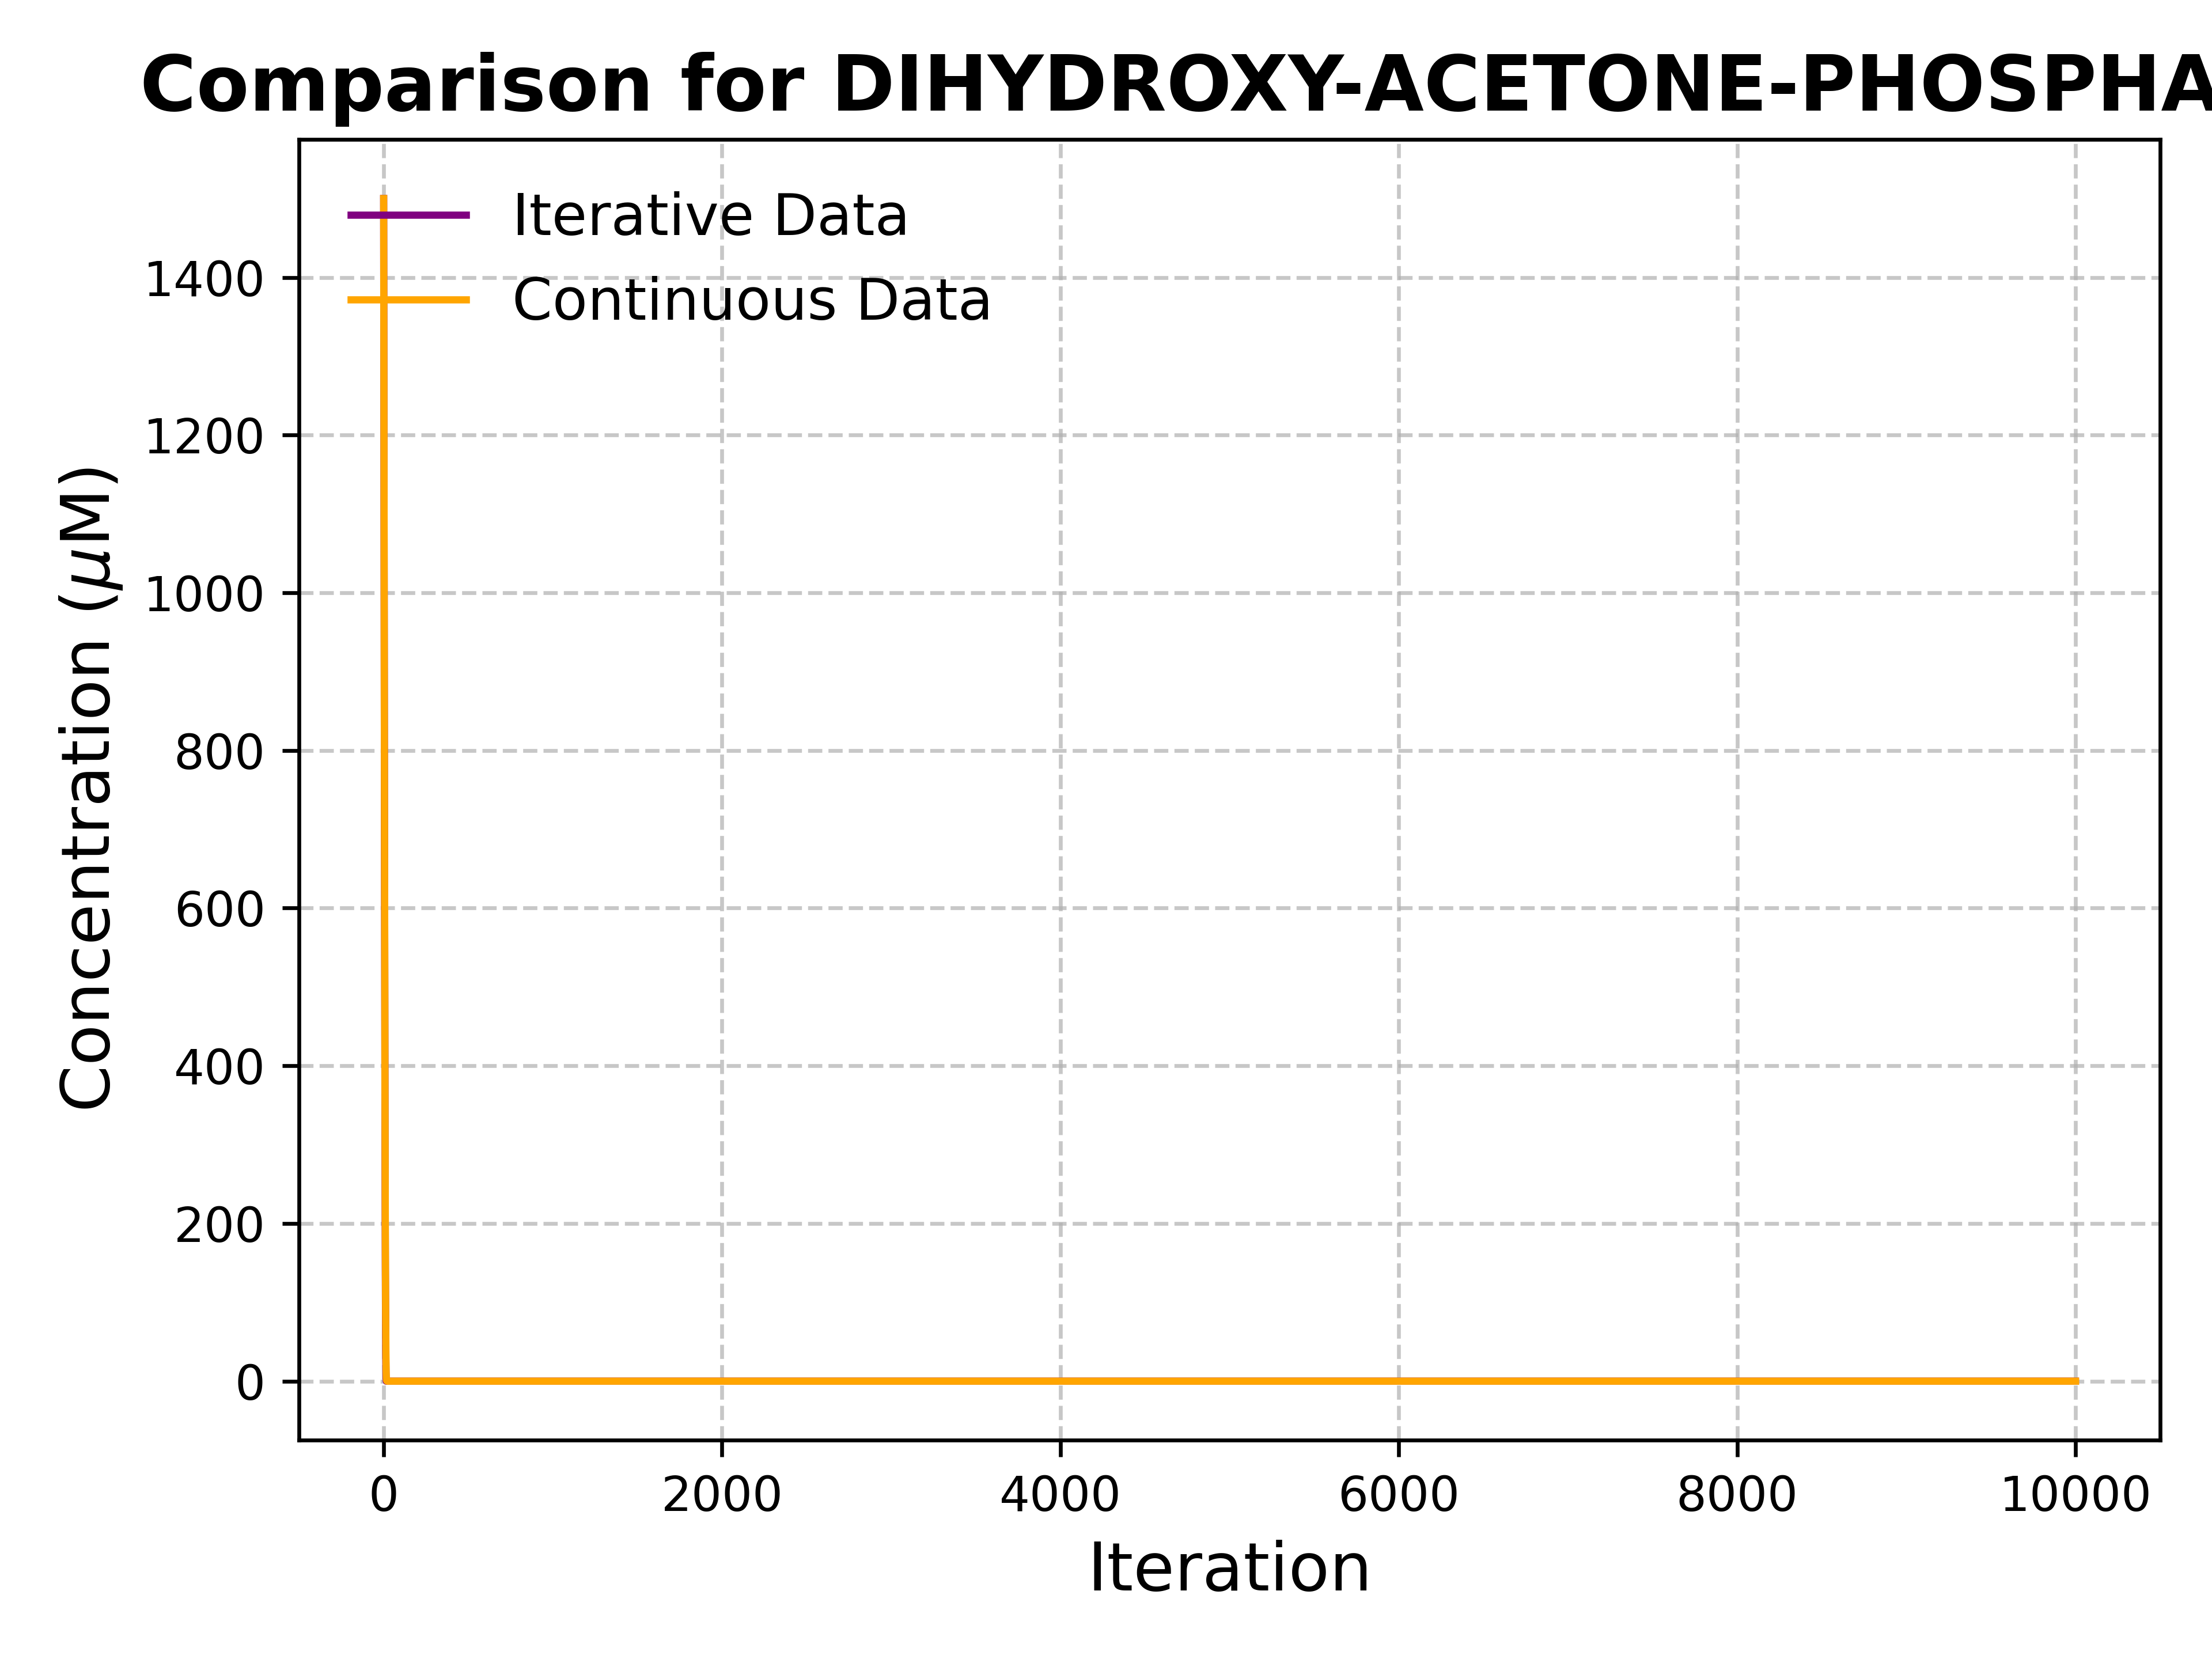 Comparison for DIHYDROXY-ACETONE-PHOSPHA
Iterative Data
Continuous Data
Concentration (μM)
1400
1200
1000
800
600
400
200
0
0 2000 4000 6000 8000 10000
Iteration